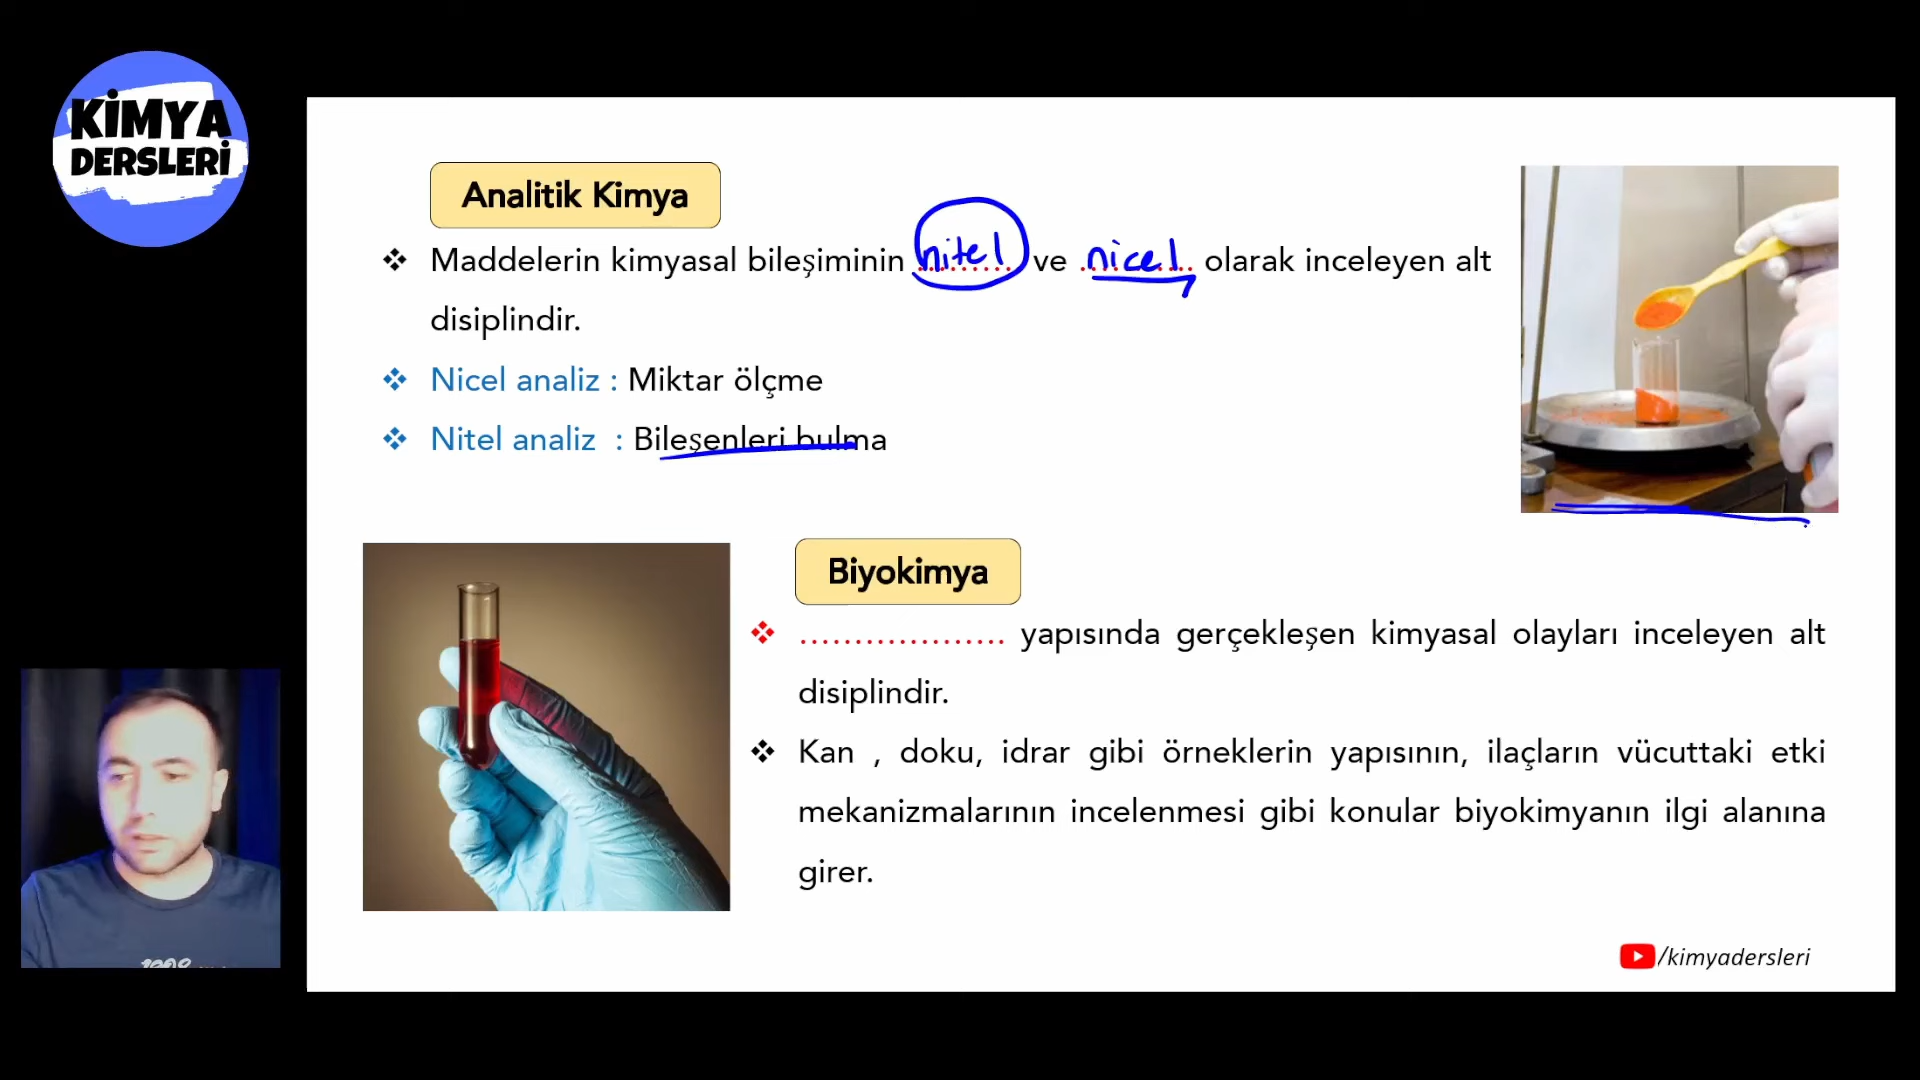 KİMYA
DERSLERİ
Analitik Kimya
❖ Maddelerin kimyasal bileşiminin nitel ve nicel olarak inceleyen alt
disiplindir.
❖ Nicel analiz : Miktar ölçme
❖ Nitel analiz : Bileşenleri bulma
Biyokimya
❖ ................... yapısında gerçekleşen kimyasal olayları inceleyen alt
disiplindir.
❖ Kan , doku, idrar gibi örneklerin yapısının, ilaçların vücuttaki etki
mekanizmalarının incelenmesi gibi konular biyokimyanın ilgi alanına
girer.
/kimyadersleri